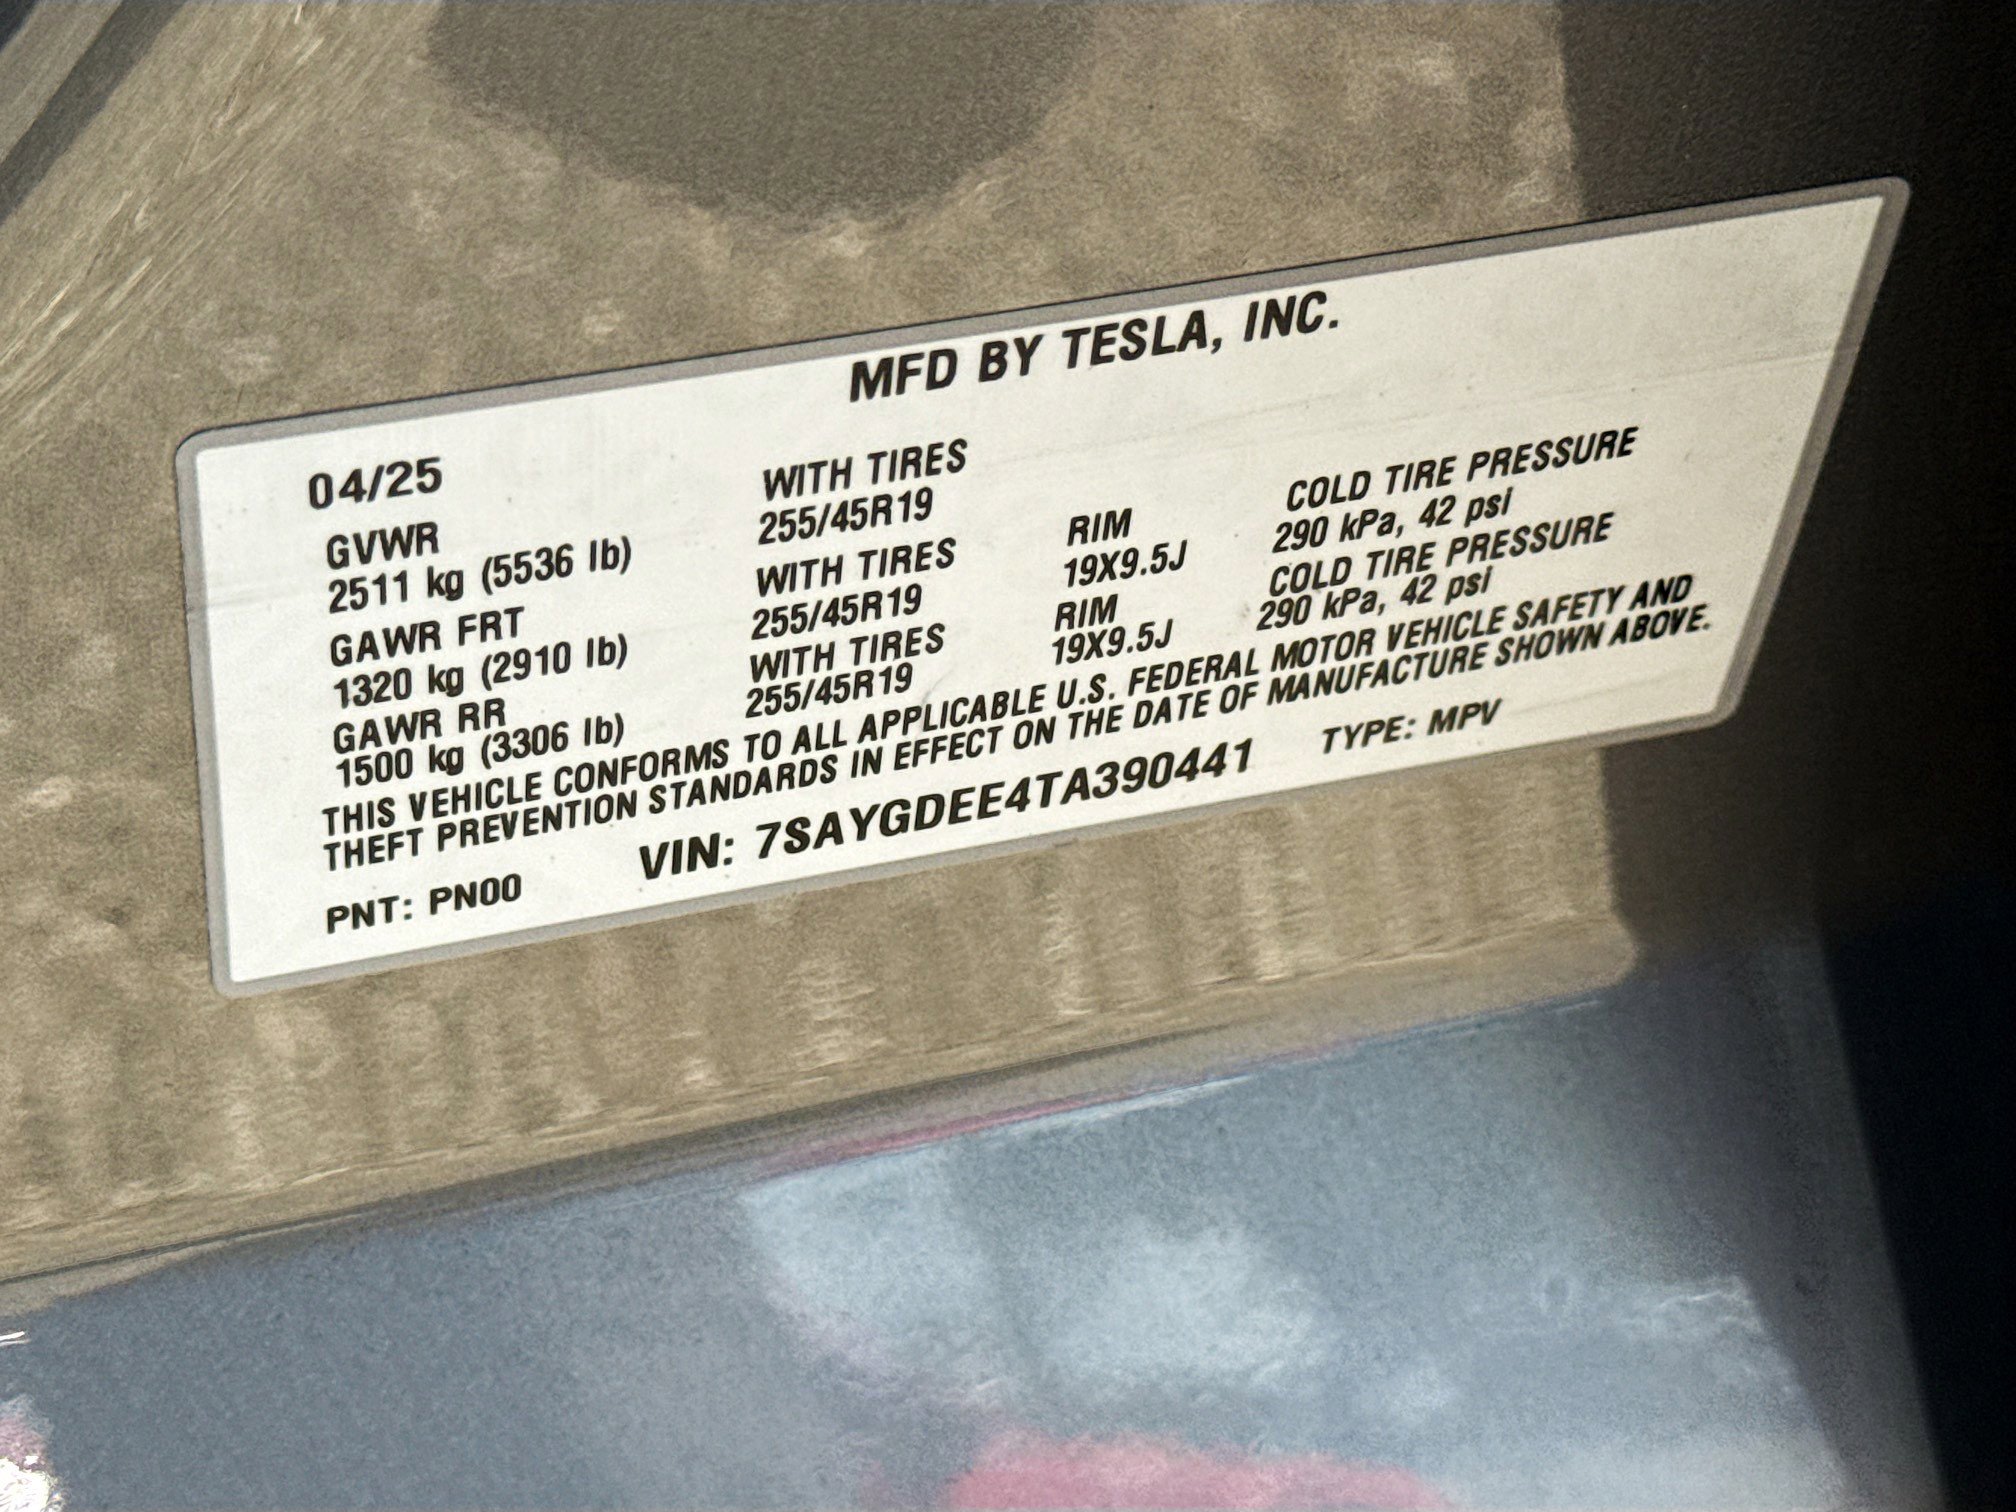 MFD BY TESLA, INC.
04/25
GVWR WITH TIRES COLD TIRE PRESSURE
2511 kg (5536 lb) 255/45R19 RIM 290 kPa, 42 psi
GAWR FRT WITH TIRES 19X9.5J COLD TIRE PRESSURE
1320 kg (2910 lb) 255/45R19 RIM 290 kPa, 42 psi
GAWR RR WITH TIRES 19X9.5J
1500 kg (3306 lb) 255/45R19
THIS VEHICLE CONFORMS TO ALL APPLICABLE U.S. FEDERAL MOTOR VEHICLE SAFETY AND
THEFT PREVENTION STANDARDS IN EFFECT ON THE DATE OF MANUFACTURE SHOWN ABOVE.
PNT: PN00 VIN: 7SAYGDEE4TA390441 TYPE: MPV